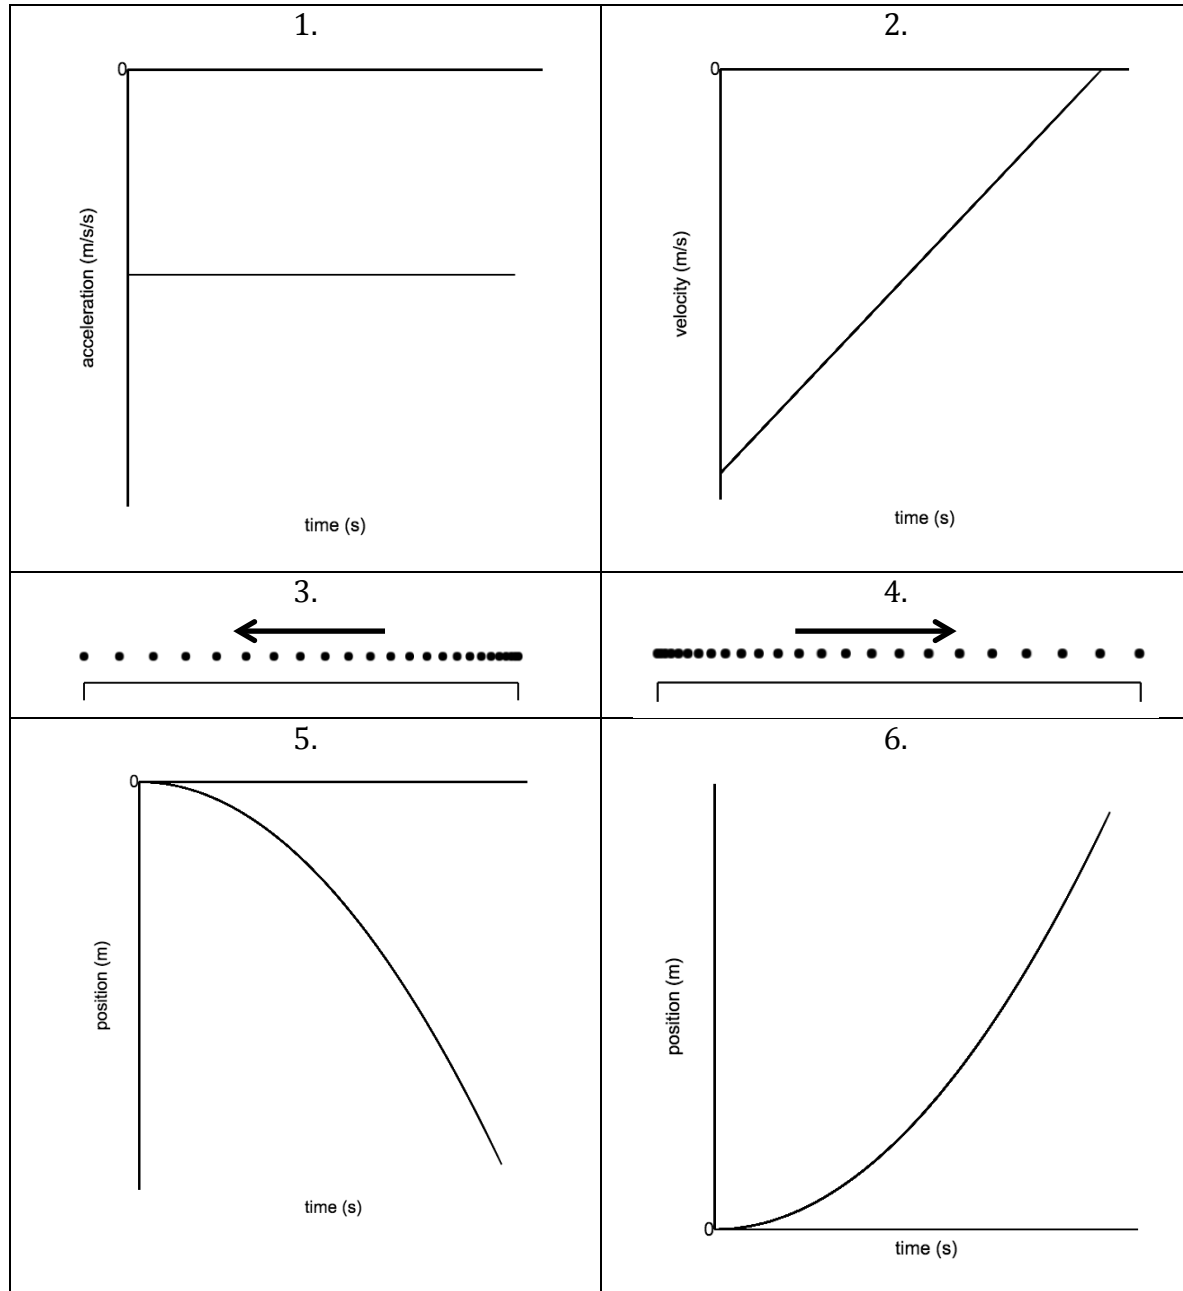 1.
0
acceleration (m/s/s)
time (s)
2.
0
velocity (m/s)
time (s)
3.
4.
5.
0
position (m)
time (s)
6.
position (m)
0
time (s)